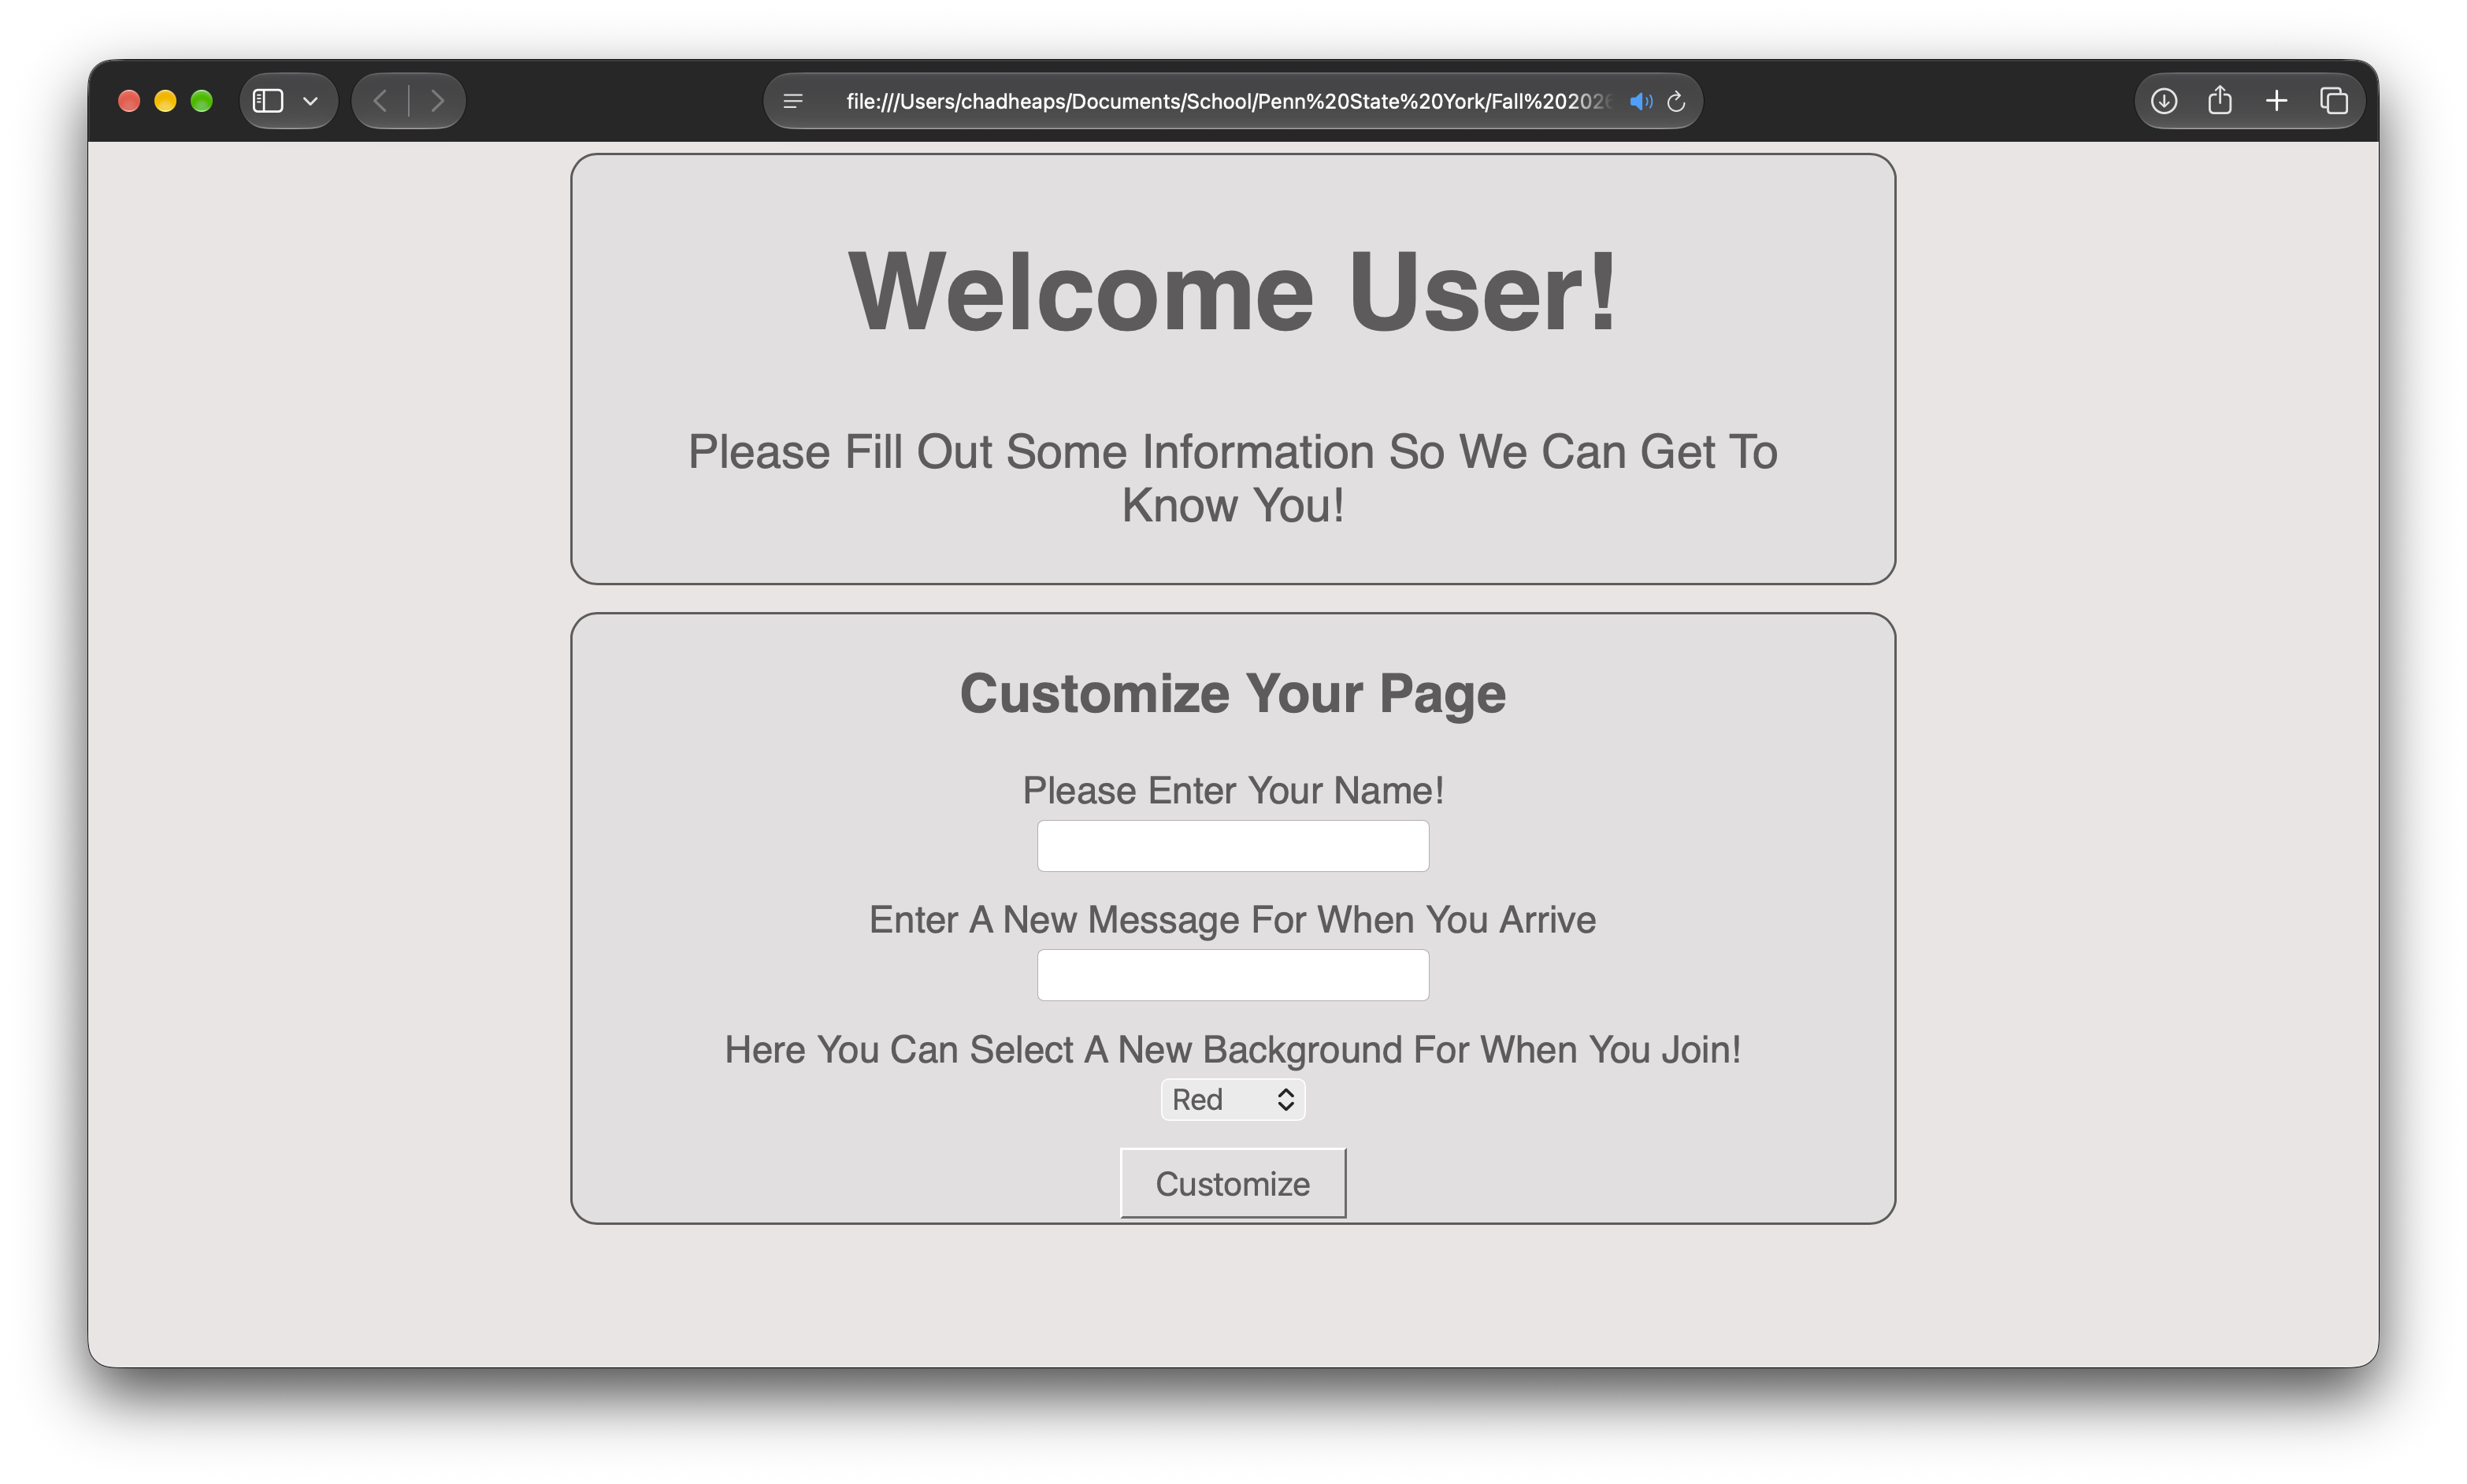 file:///Users/chadheaps/Documents/School/Penn%20State%20York/Fall%202026
Welcome User!
Please Fill Out Some Information So We Can Get To
Know You!
Customize Your Page
Please Enter Your Name!
Enter A New Message For When You Arrive
Here You Can Select A New Background For When You Join!
Red
Customize